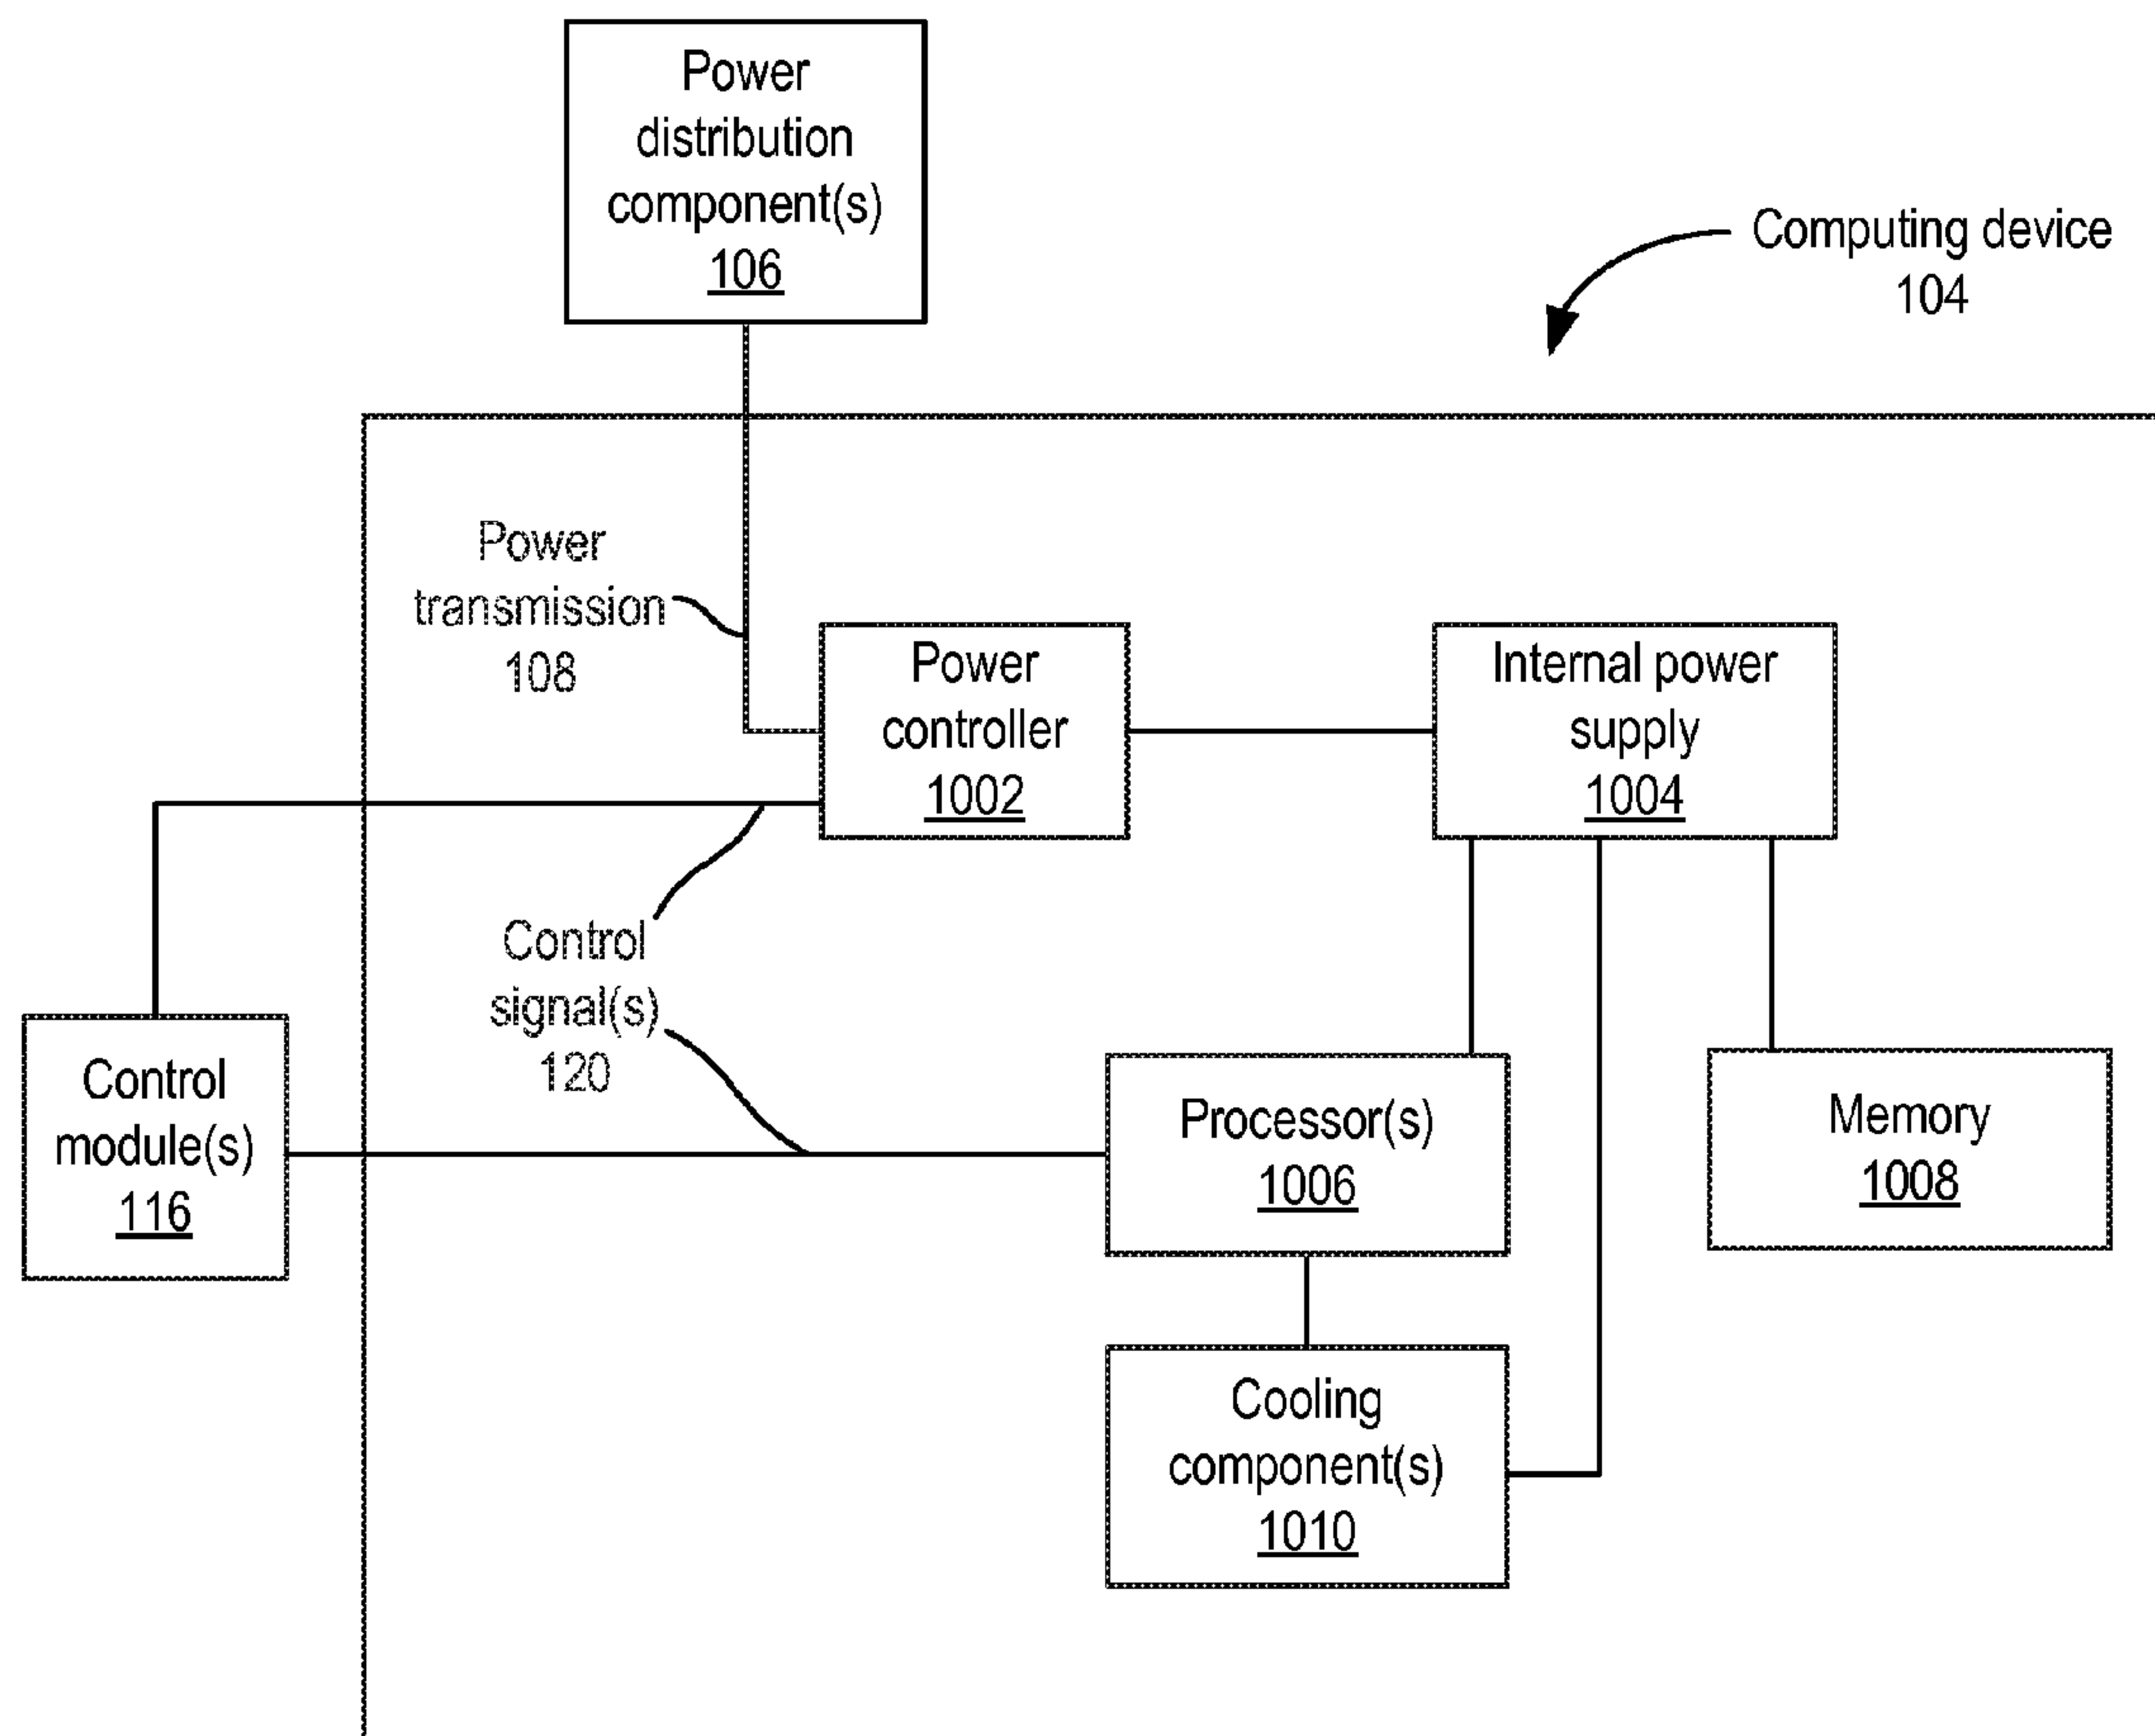 Power
distribution
component(s)
106
Computing device
104
Power
transmission
108
Power
controller
1002
Internal power
supply
1004
Control
signal(s)
120
Control
module(s)
116
Processor(s)
1006
Memory
1008
Cooling
component(s)
1010